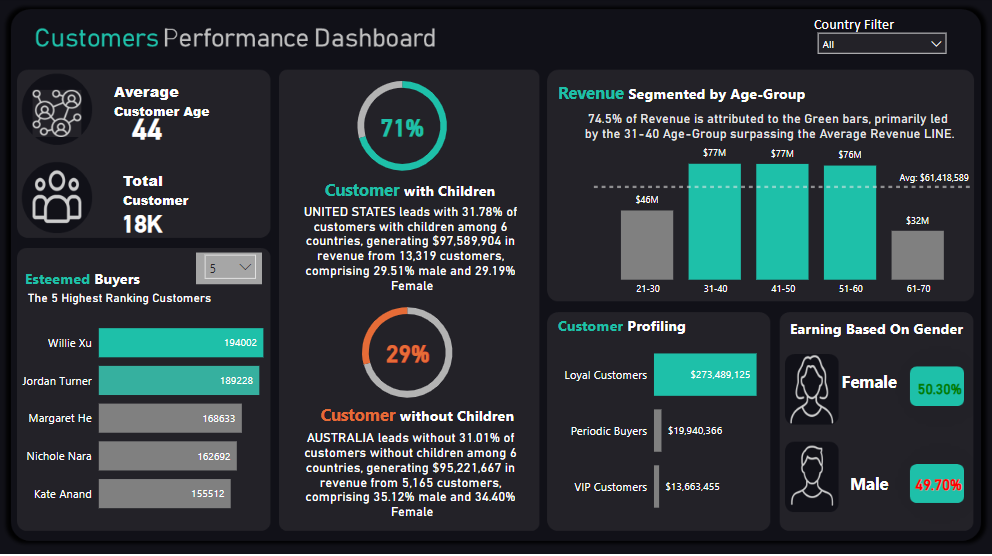 Customers Performance Dashboard
Country Filter
All
Average
Customer Age
44
Total
Customer
18K
71%
Customer with Children
UNITED STATES leads with 31.78% of
customers with children among 6
countries, generating $97,589,904 in
revenue from 13,319 customers,
comprising 29.51% male and 29.19%
Female
29%
Customer without Children
AUSTRALIA leads without 31.01% of
customers without children among 6
countries, generating $95,221,667 in
revenue from 5,165 customers,
comprising 35.12% male and 34.40%
Female
Revenue Segmented by Age-Group
74.5% of Revenue is attributed to the Green bars, primarily led
by the 31-40 Age-Group surpassing the Average Revenue LINE.
$77M
$77M
$76M
Avg: $61,418,589
$46M
$32M
21-30
31-40
41-50
51-60
61-70
Esteemed Buyers
5
The 5 Highest Ranking Customers
Willie Xu 194002
Jordan Turner 189228
Margaret He 168633
Nichole Nara 162692
Kate Anand 155512
Customer Profiling
Loyal Customers $273,489,125
Periodic Buyers $19,940,366
VIP Customers $13,663,455
Earning Based On Gender
Female 50.30%
Male 49.70%